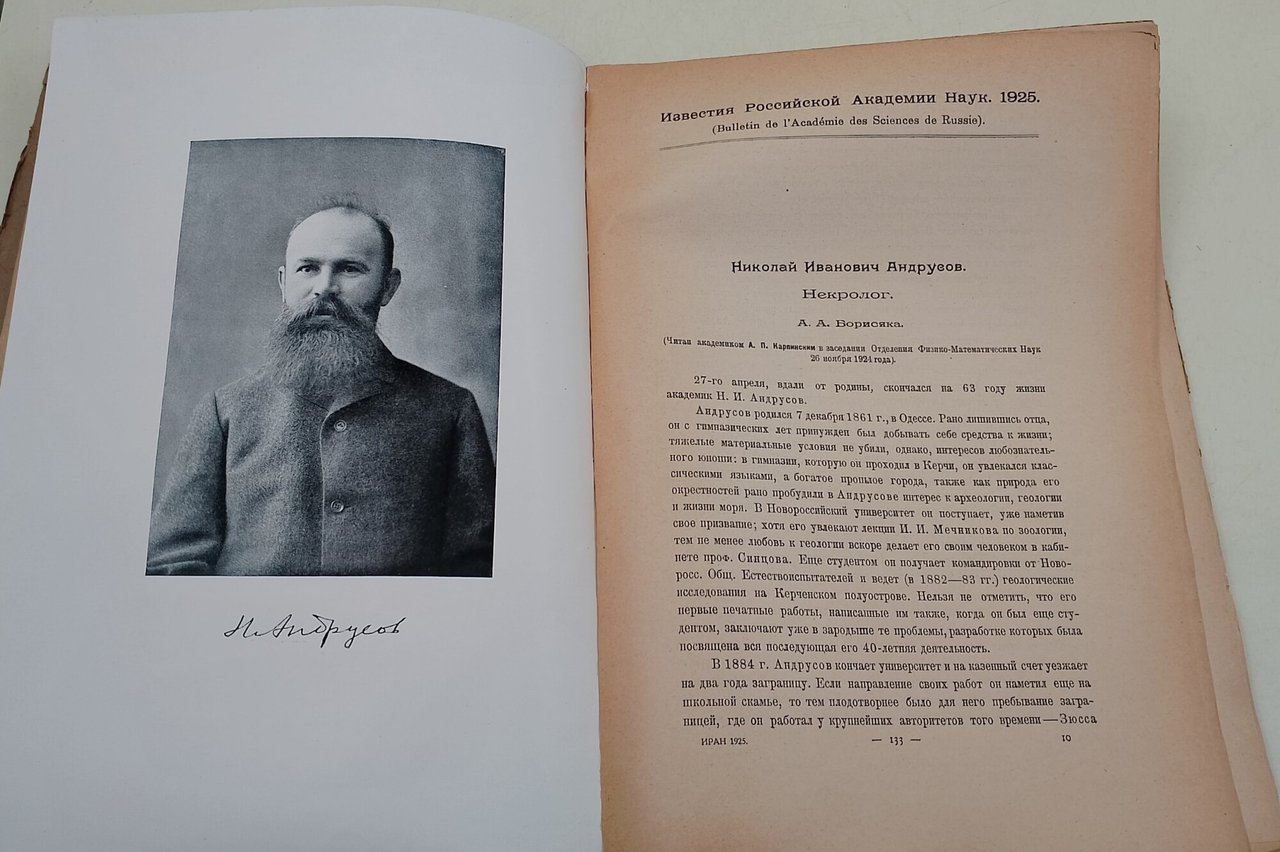 Н. Андрусов
Известия Российской Академии Наук. 1925.
(Bulletin de l'Académie des Sciences de Russie).
Николай Иванович Андрусов.
Некролог.
А. А. Борисяка.
(Читан академиком А. П. Карпинским в заседании Отделения Физико-Математических Наук
26 ноября 1924 года).
27-го апреля, вдали от родины, скончался на 63 году жизни
академик Н. И. Андрусов.
Андрусов родился 7 декабря 1861 г., в Одессе. Рано лишившись отца,
он с гимназических лет принужден был добывать себе средства к жизни;
тяжелые материальные условия не убили, однако, интересов любознатель-
ного юноши: в гимназии, которую он проходил в Керчи, он увлекался клас-
сическими языками, а богатое прошлое города, также как природа его
окрестностей рано пробудили в Андрусове интерес к археологии, геологии
и жизни моря. В Новороссийский университет он поступает, уже наметив
свое призвание; хотя его увлекают лекции И. И. Мечникова по зоологии,
тем не менее любовь к геологии вскоре делает его своим человеком в каби-
нете проф. Синцова. Еще студентом он получает командировки от Ново-
росс. Общ. Естествоиспытателей и ведет (в 1882—83 гг.) геологические
исследования на Керченском полуострове. Нельзя не отметить, что его
первые печатные работы, написанные им также, когда он был еще сту-
дентом, заключают уже в зародыше те проблемы, разработке которых была
посвящена вся последующая его 40-летняя деятельность.
В 1884 г. Андрусов кончает университет и на казенный счет уезжает
на два года заграницу. Если направление своих работ он наметил еще на
школьной скамье, то тем плодотворнее было для него пребывание загра-
ницей, где он работал у крупнейших авторитетов того времени — Зюсса
ИРАН 1925. — 133 — 10